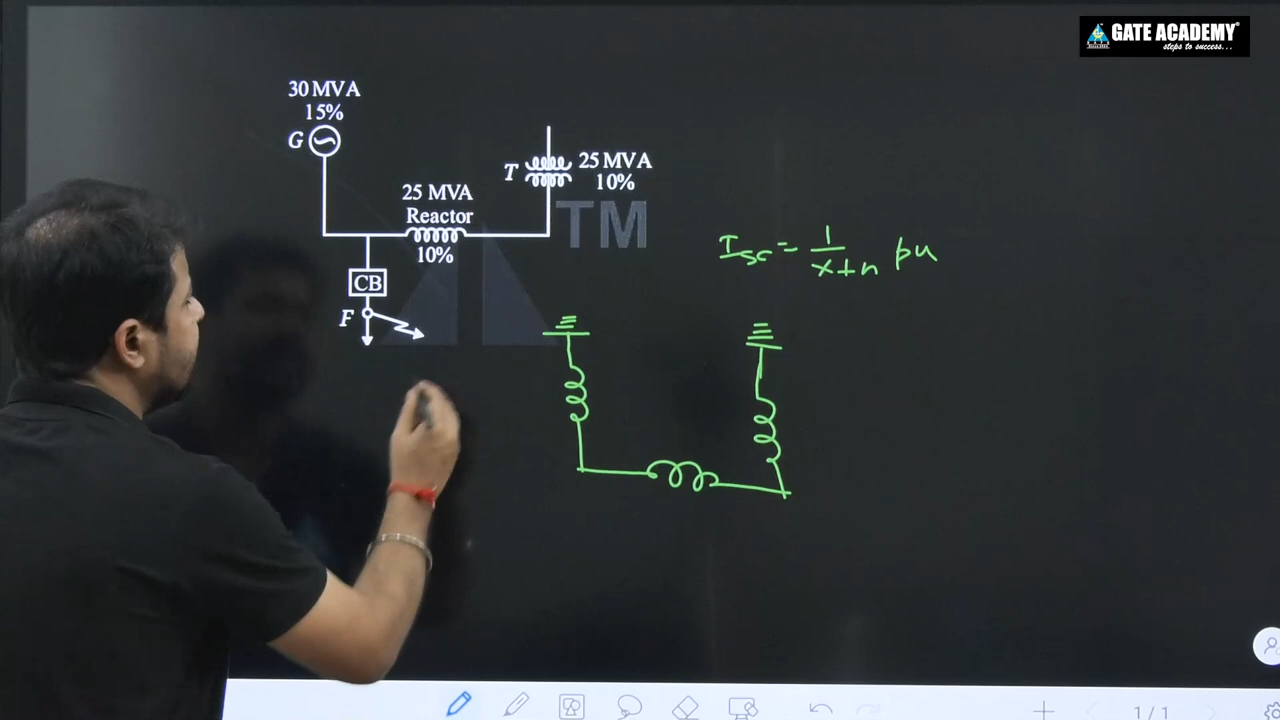 GATE ACADEMY
steps to success...
30 MVA
15%
G
T
25 MVA
10%
25 MVA
Reactor
10%
TM
CB
F
Isc = 1/xth pu
1/1